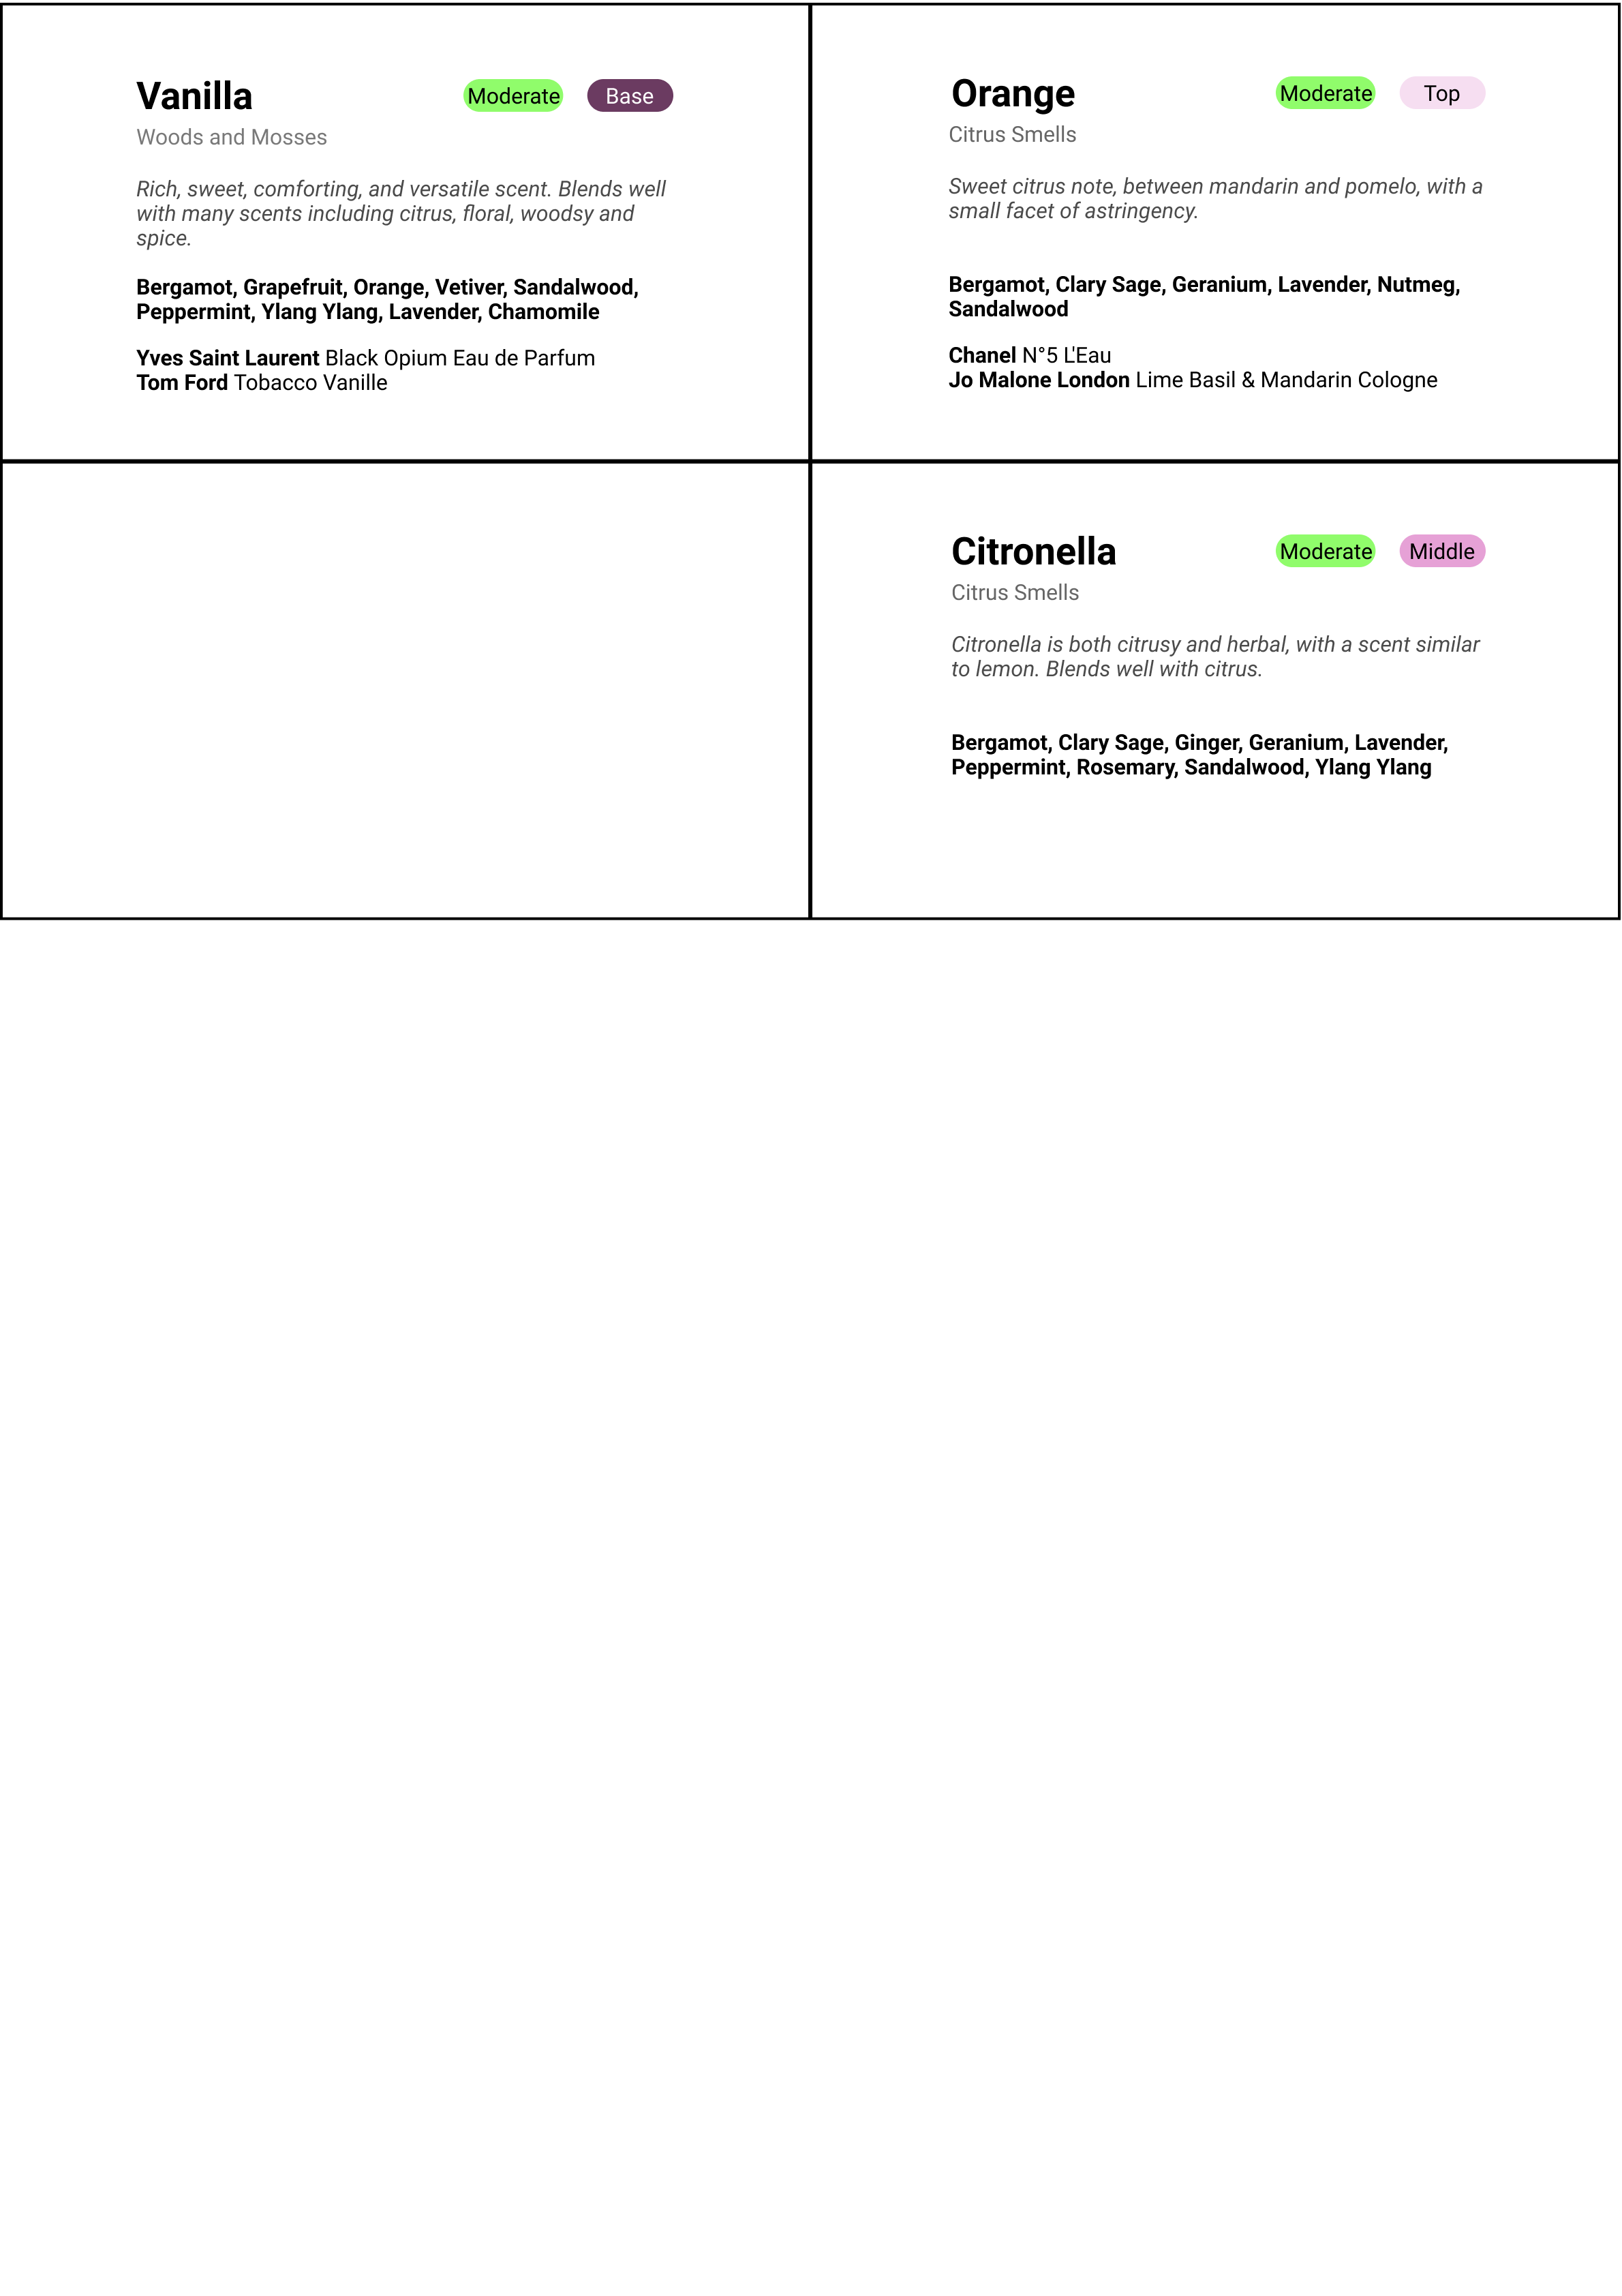 Vanilla
Moderate
Base
Woods and Mosses
Rich, sweet, comforting, and versatile scent. Blends well
with many scents including citrus, floral, woodsy and
spice.
Bergamot, Grapefruit, Orange, Vetiver, Sandalwood,
Peppermint, Ylang Ylang, Lavender, Chamomile
Yves Saint Laurent Black Opium Eau de Parfum
Tom Ford Tobacco Vanille
Orange
Moderate
Top
Citrus Smells
Sweet citrus note, between mandarin and pomelo, with a
small facet of astringency.
Bergamot, Clary Sage, Geranium, Lavender, Nutmeg,
Sandalwood
Chanel N°5 L'Eau
Jo Malone London Lime Basil & Mandarin Cologne
Citronella
Moderate
Middle
Citrus Smells
Citronella is both citrusy and herbal, with a scent similar
to lemon. Blends well with citrus.
Bergamot, Clary Sage, Ginger, Geranium, Lavender,
Peppermint, Rosemary, Sandalwood, Ylang Ylang